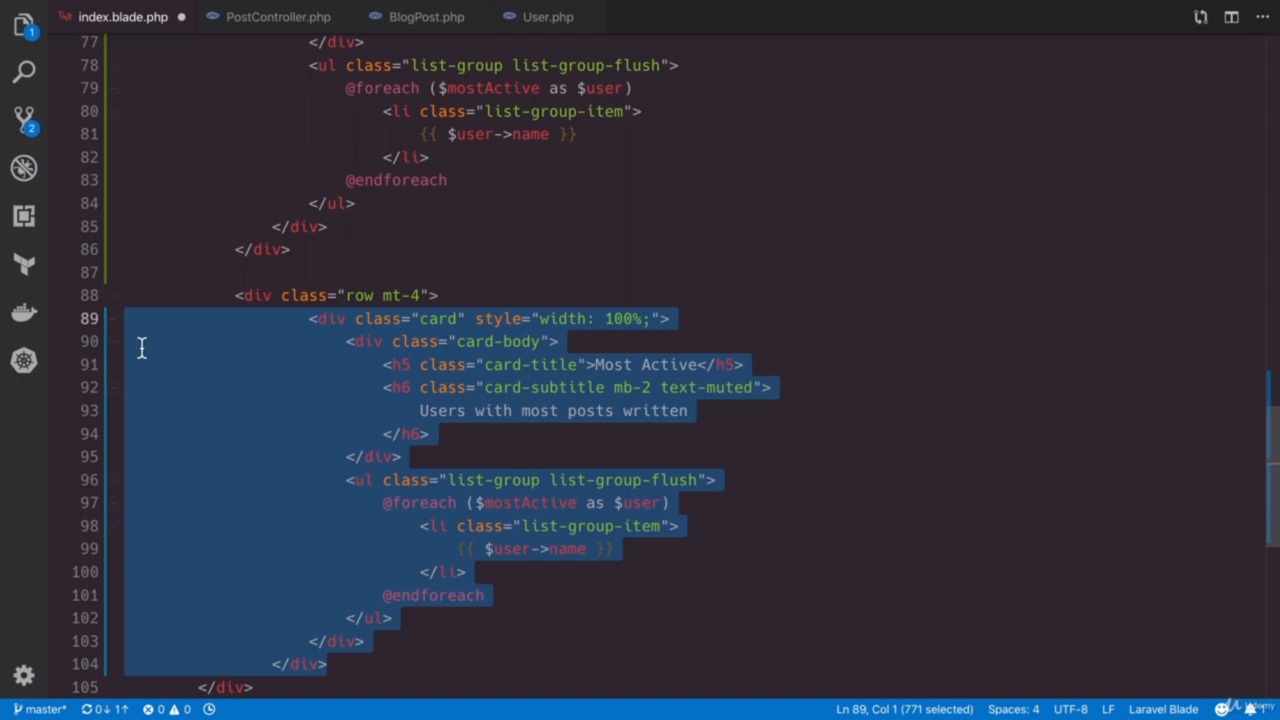 index.blade.php
PostController.php
BlogPost.php
User.php
1
2
77 </div>
78 <ul class="list-group list-group-flush">
79 @foreach ($mostActive as $user)
80 <li class="list-group-item">
81 {{ $user->name }}
82 </li>
83 @endforeach
84 </ul>
85 </div>
86 </div>
87
88 <div class="row mt-4">
89 <div class="card" style="width: 100%;">
90 <div class="card-body">
91 <h5 class="card-title">Most Active</h5>
92 <h6 class="card-subtitle mb-2 text-muted">
93 Users with most posts written
94 </h6>
95 </div>
96 <ul class="list-group list-group-flush">
97 @foreach ($mostActive as $user)
98 <li class="list-group-item">
99 {{ $user->name }}
100 </li>
101 @endforeach
102 </ul>
103 </div>
104 </div>
105 </div>
master* 0↓ 1↑ 0 0 Ln 89, Col 1 (771 selected) Spaces: 4 UTF-8 LF Laravel Blade 1
Udemy